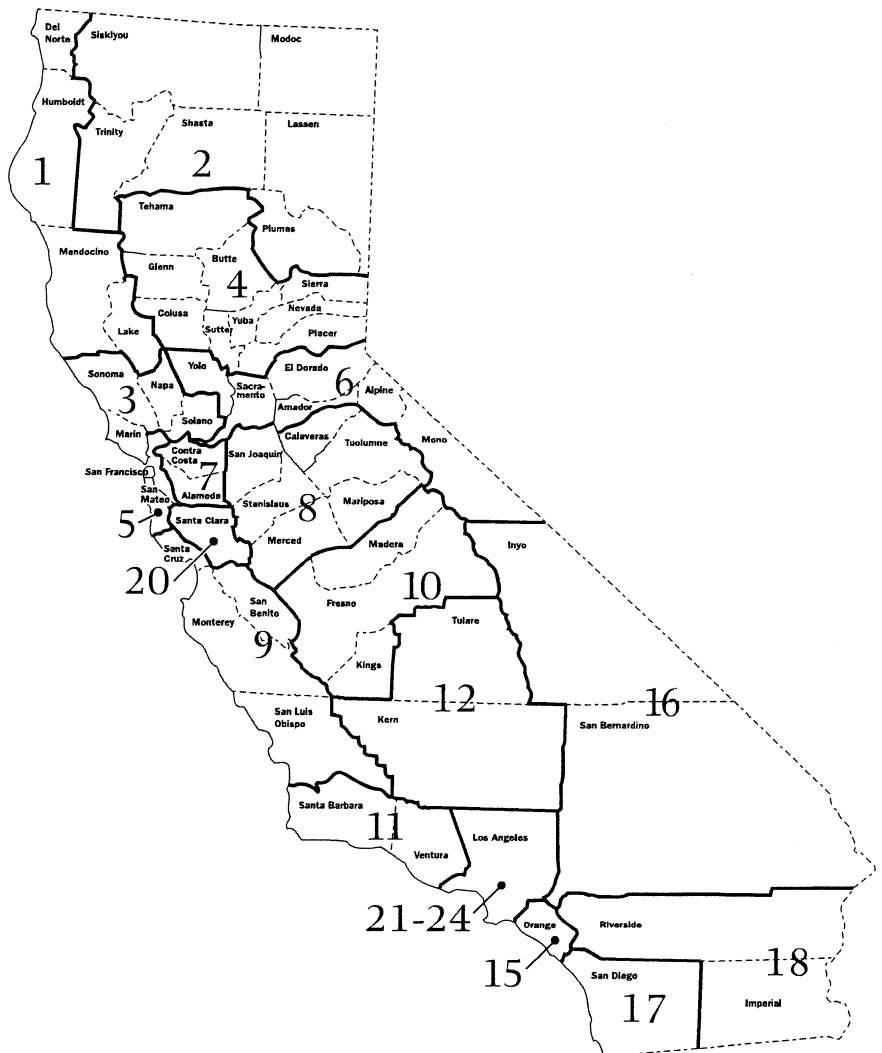 Del
Norte
Siskiyou
Modoc
Humboldt
Trinity
Shasta
Lassen
1
2
Tehama
Plumas
Mendocino
Glenn
Butte
4
Sierra
Colusa
Nevada
Yuba
Sutter
Lake
Placer
Yolo
El Dorado
Sonoma
Napa
Sacra-
mento
6
Alpine
3
Amador
Solano
Marin
Calaveras
Tuolumne
Mono
Contra
Costa
San Joaquin
San Francisco
7
San
Mateo
Alameda
Stanislaus
Mariposa
8
5
Santa Clara
Merced
Madera
Inyo
Santa
Cruz
20
10
San
Benito
Fresno
Monterey
Tulare
9
Kings
12
16
San Luis
Obispo
Kern
San Bernardino
Santa Barbara
11
Los Angeles
Ventura
21-24
Orange
Riverside
15
San Diego
18
17
Imperial